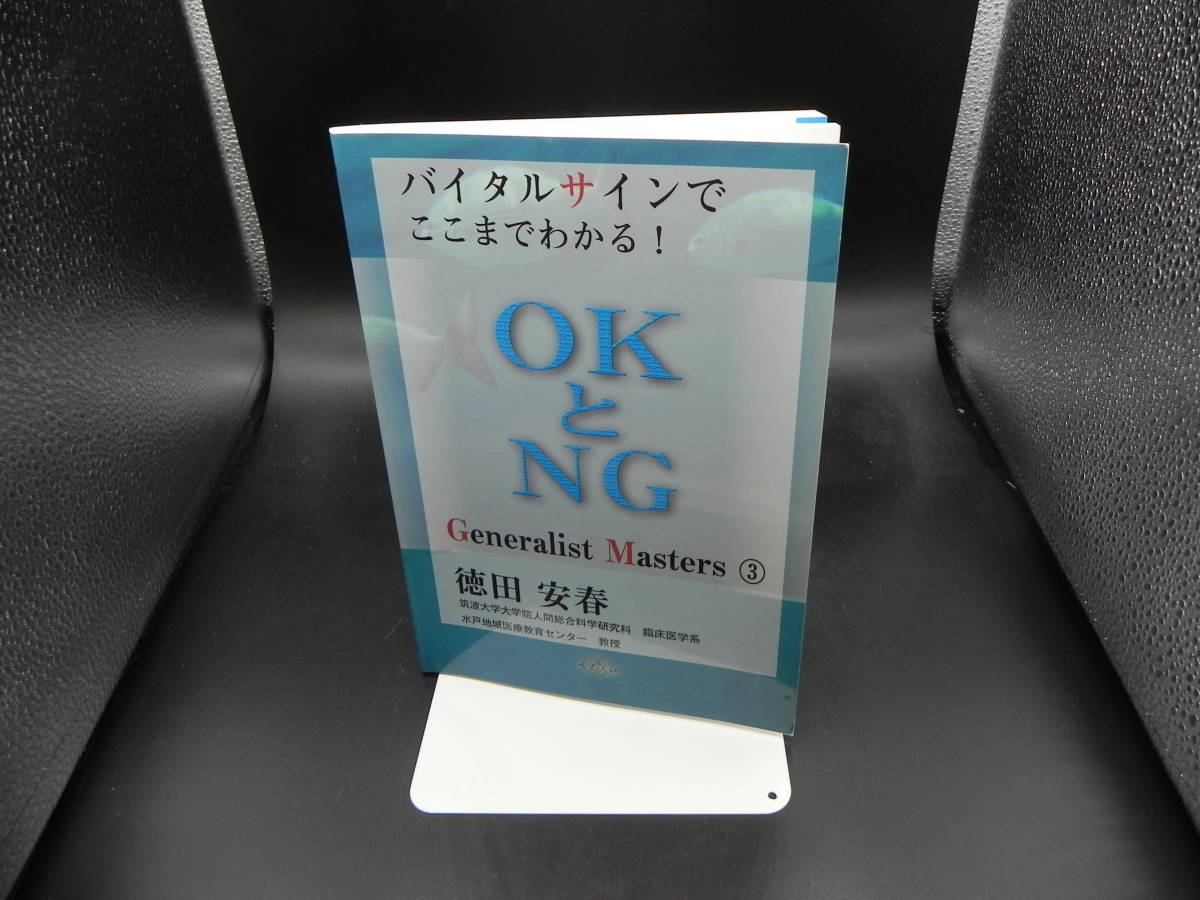 バイタルサインで
ここまでわかる！
OK
と
NG
Generalist Masters ③
徳田 安春
筑波大学大学院人間総合科学研究科 臨床医学系
水戸地域医療教育センター 教授